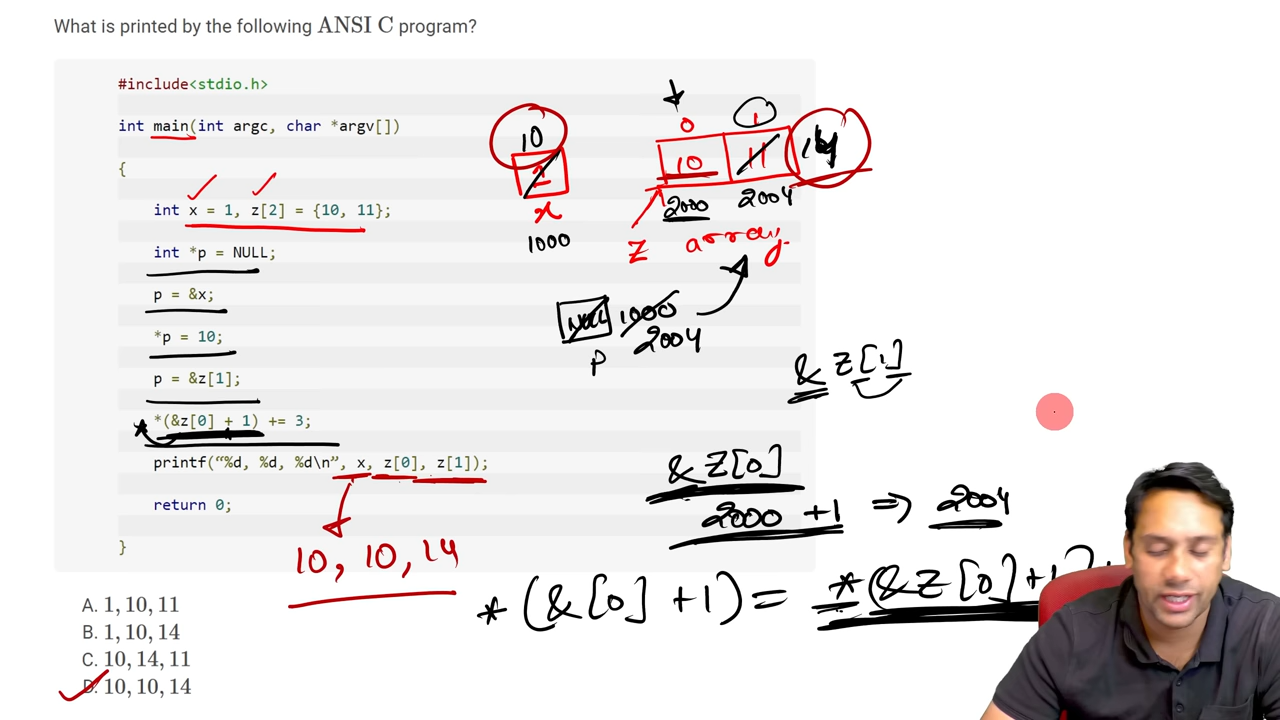 What is printed by the following ANSI C program?
#include<stdio.h>
int main(int argc, char *argv[])
{
int x = 1, z[2] = {10, 11};
int *p = NULL;
p = &x;
*p = 10;
p = &z[1];
*(&z[0] + 1) += 3;
printf(“%d, %d, %d\n”, x, z[0], z[1]);
return 0;
}
10, 10, 14
A. 1, 10, 11
B. 1, 10, 14
C. 10, 14, 11
D. 10, 10, 14
10
x
1000
0 1
10 11 14
2000 2004
z array
NULL 1000
2004
p
& z[1]
& z[0]
2000 +1 => 2004
*(&[0] +1) = *(&z[0]+1)